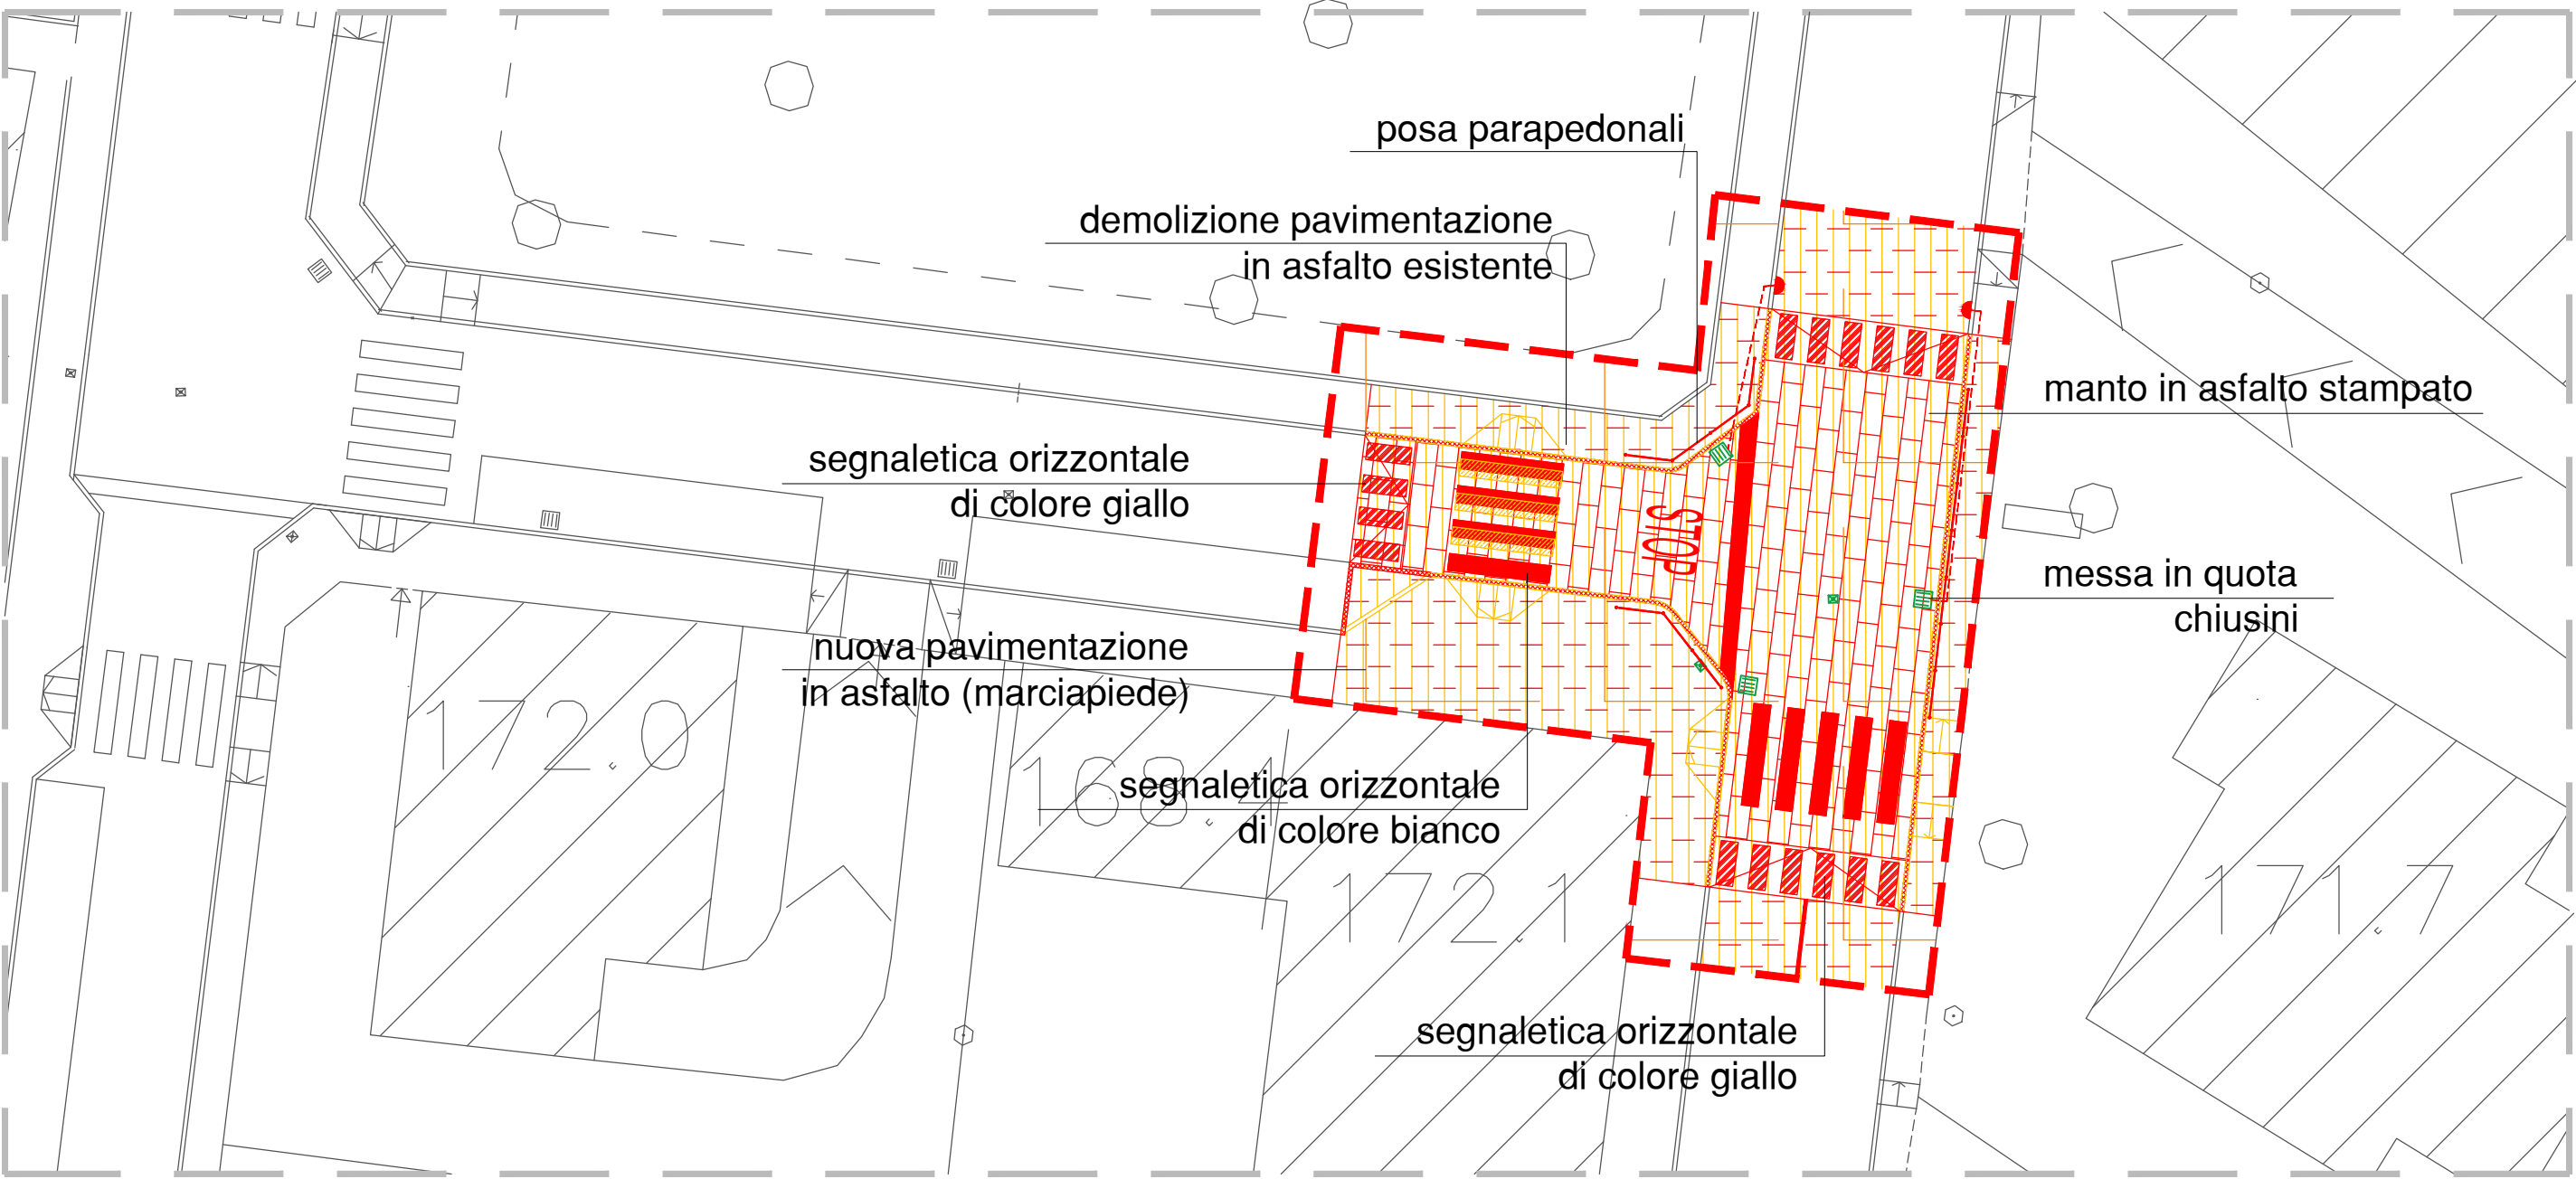 posa parapedonali
demolizione pavimentazione
in asfalto esistente
manto in asfalto stampato
segnaletica orizzontale
di colore giallo
STOP
messa in quota
chiusini
nuova pavimentazione
in asfalto (marciapiede)
172.0
168.4
segnaletica orizzontale
di colore bianco
172.1
171.7
segnaletica orizzontale
di colore giallo